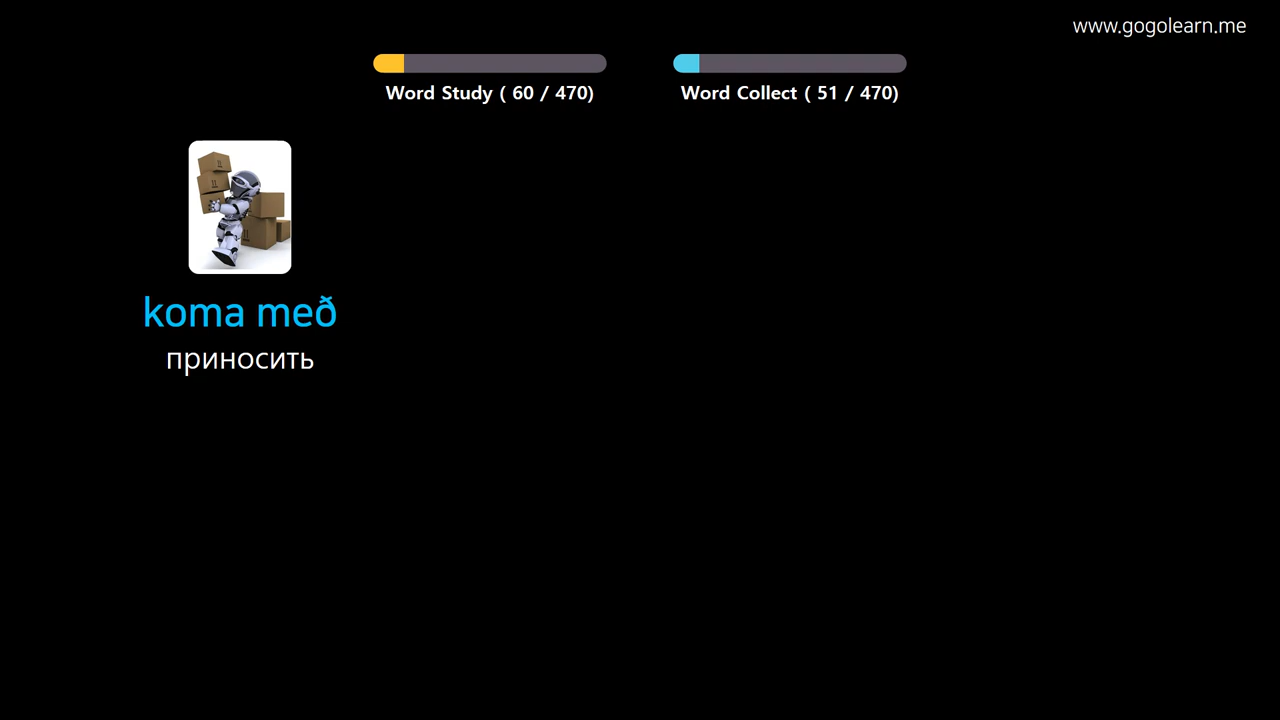 www.gogolearn.me
Word Study ( 60 / 470)
Word Collect ( 51 / 470)
koma með
приносить